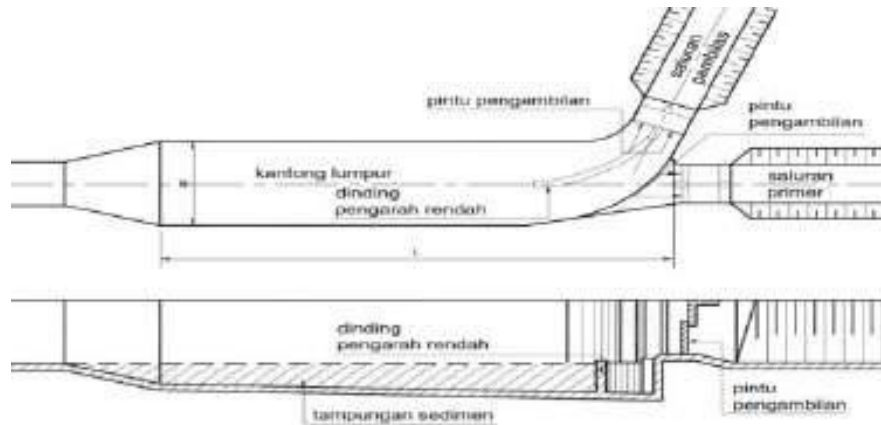 saluran
pembilas
pintu pengambilan
pintu
pengambilan
kantong lumpur
B
saluran
primer
dinding
pengarah rendah
L
dinding
pengarah rendah
pintu
pengambilan
tampungan sedimen